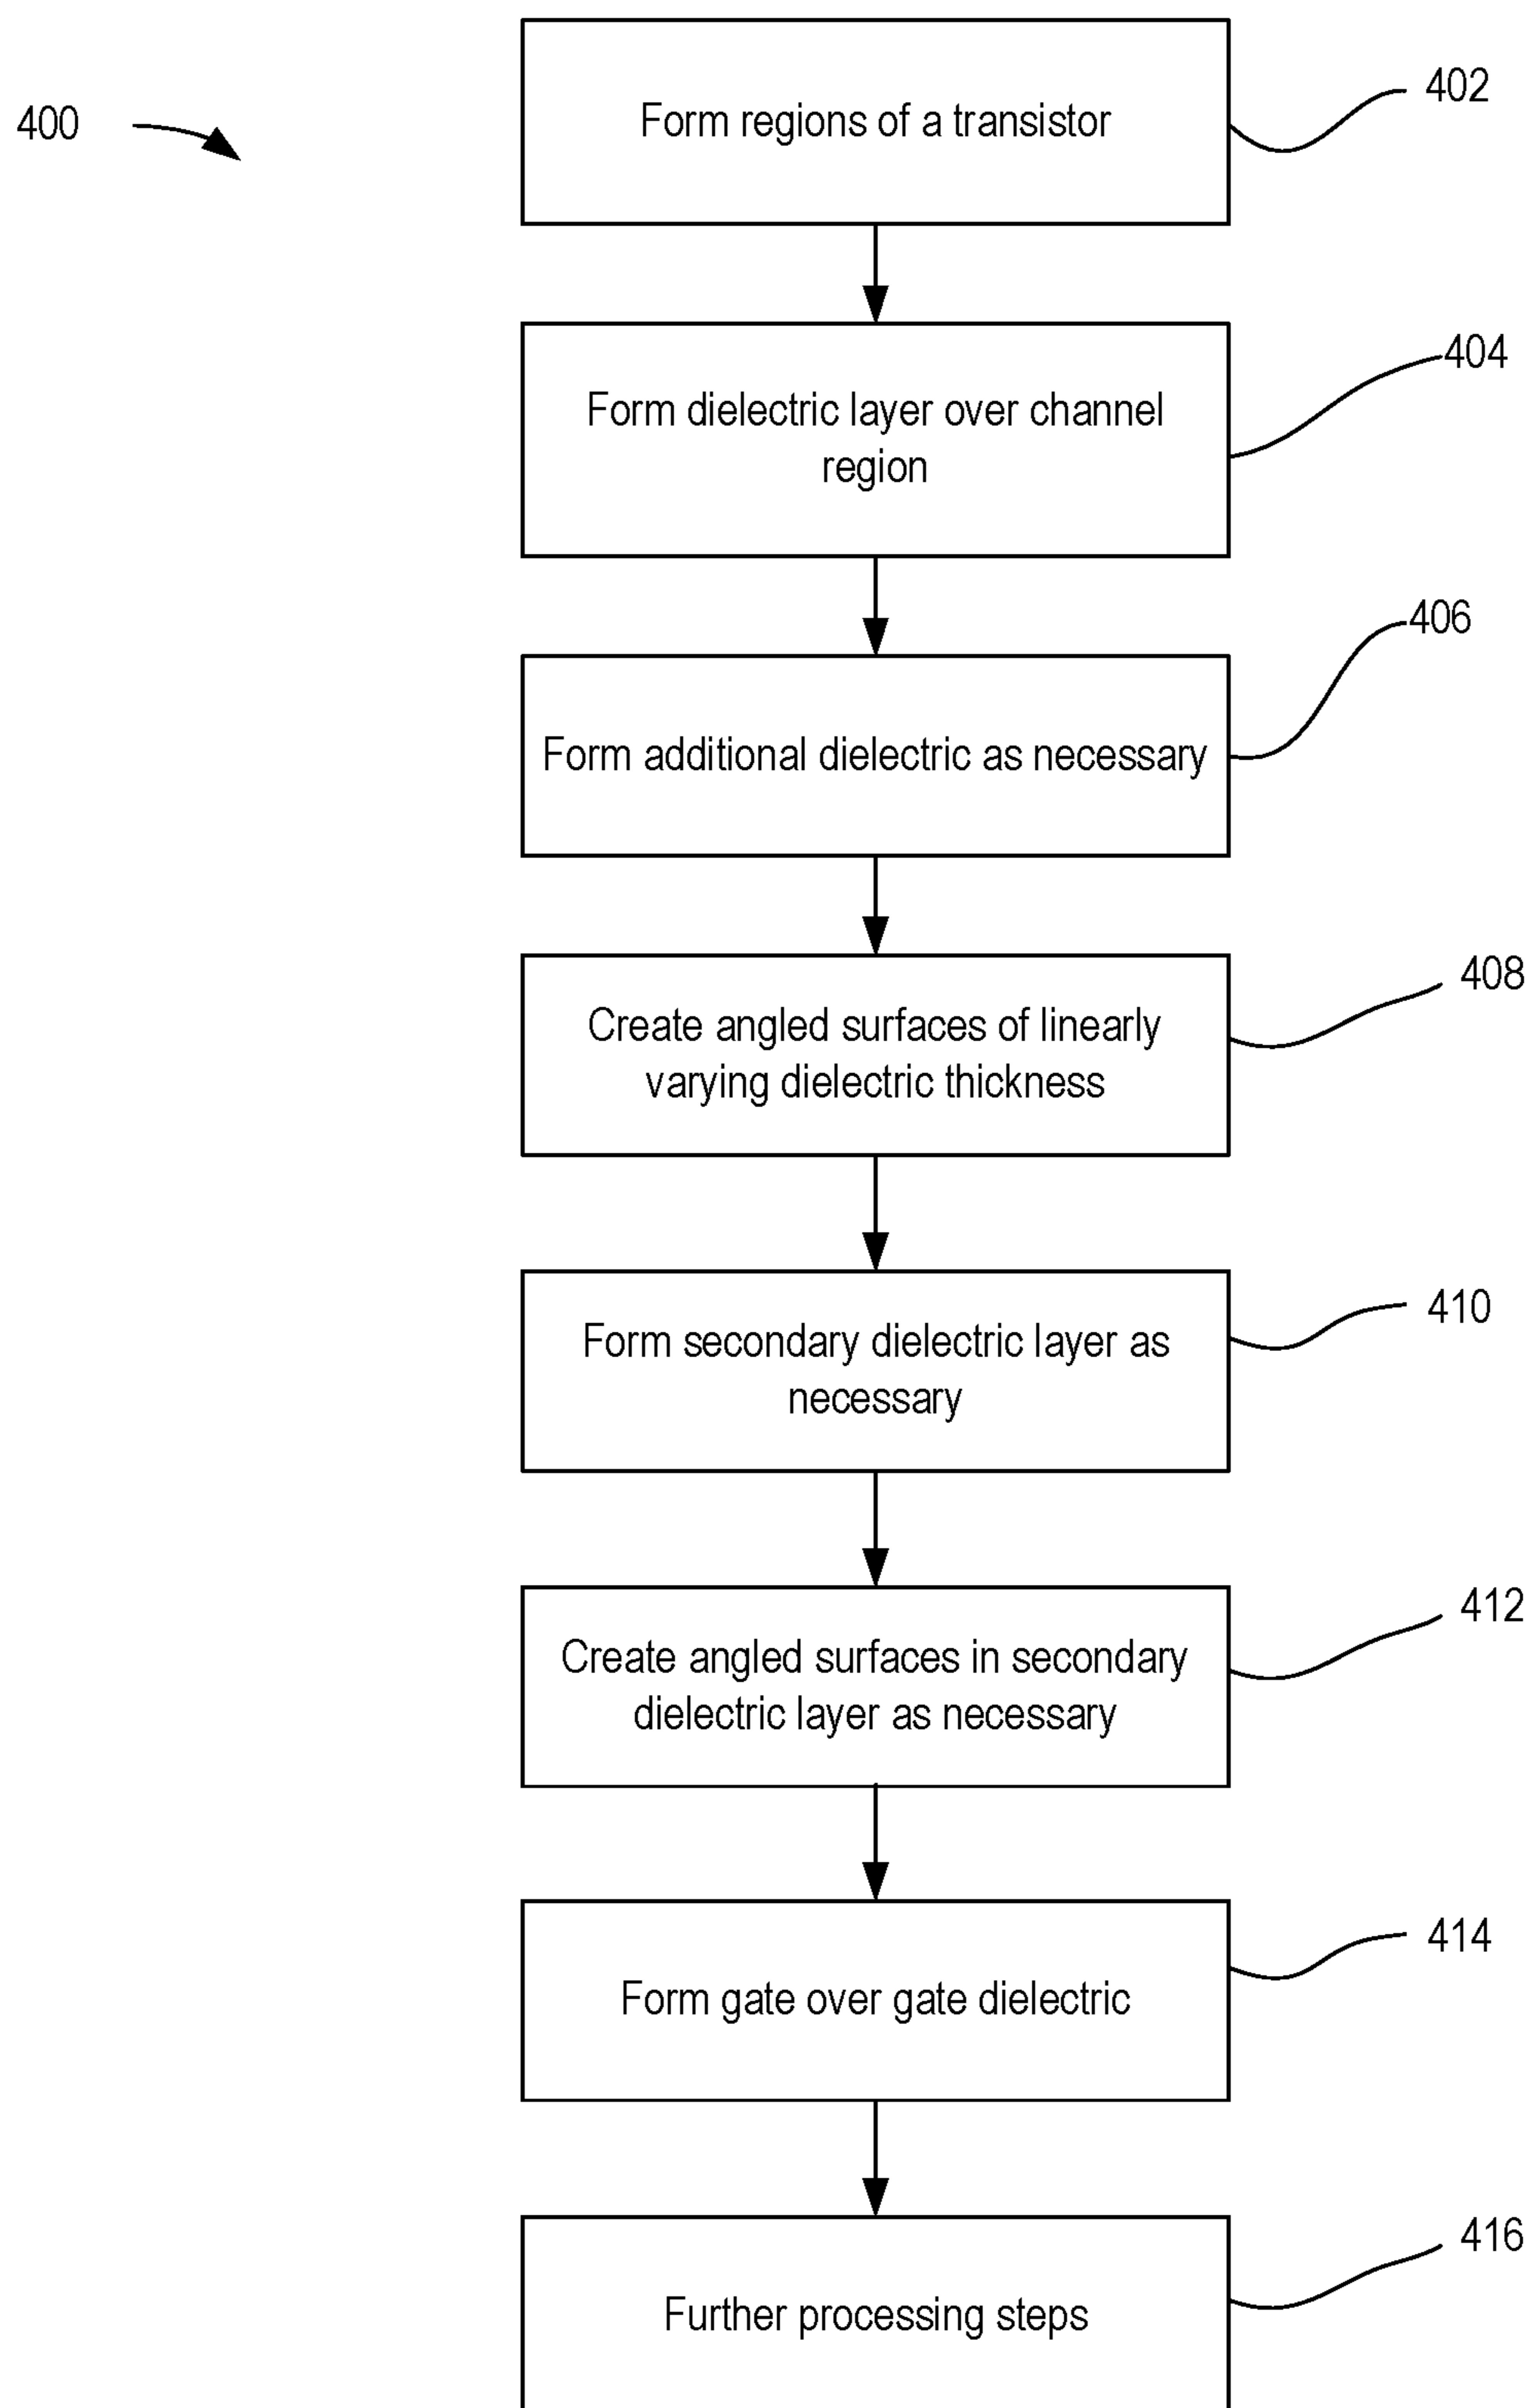 400
Form regions of a transistor
402
Form dielectric layer over channel
region
404
Form additional dielectric as necessary
406
Create angled surfaces of linearly
varying dielectric thickness
408
Form secondary dielectric layer as
necessary
410
Create angled surfaces in secondary
dielectric layer as necessary
412
Form gate over gate dielectric
414
Further processing steps
416